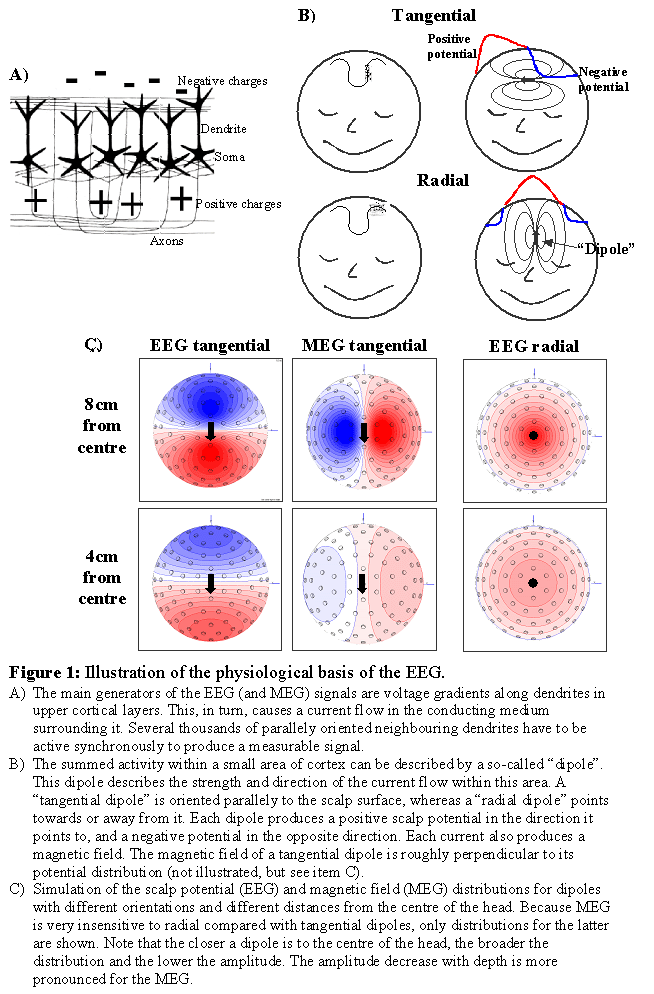 A)
Negative charges
Dendrite
Soma
Positive charges
Axons
B)
Tangential
Positive
potential
Negative
potential
Radial
“Dipole”
C)
EEG tangential
MEG tangential
EEG radial
8cm
from
centre
4cm
from
centre
Figure 1: Illustration of the physiological basis of the EEG.
A) The main generators of the EEG (and MEG) signals are voltage gradients along dendrites in
upper cortical layers. This, in turn, causes a current flow in the conducting medium
surrounding it. Several thousands of parallely oriented neighbouring dendrites have to be
active synchronously to produce a measurable signal.
B) The summed activity within a small area of cortex can be described by a so-called “dipole”.
This dipole describes the strength and direction of the current flow within this area. A
“tangential dipole” is oriented parallely to the scalp surface, whereas a “radial dipole” points
towards or away from it. Each dipole produces a positive scalp potential in the direction it
points to, and a negative potential in the opposite direction. Each current also produces a
magnetic field. The magnetic field of a tangential dipole is roughly perpendicular to its
potential distribution (not illustrated, but see item C).
C) Simulation of the scalp potential (EEG) and magnetic field (MEG) distributions for dipoles
with different orientations and different distances from the centre of the head. Because MEG
is very insensitive to radial compared with tangential dipoles, only distributions for the latter
are shown. Note that the closer a dipole is to the centre of the head, the broader the
distribution and the lower the amplitude. The amplitude decrease with depth is more
pronounced for the MEG.